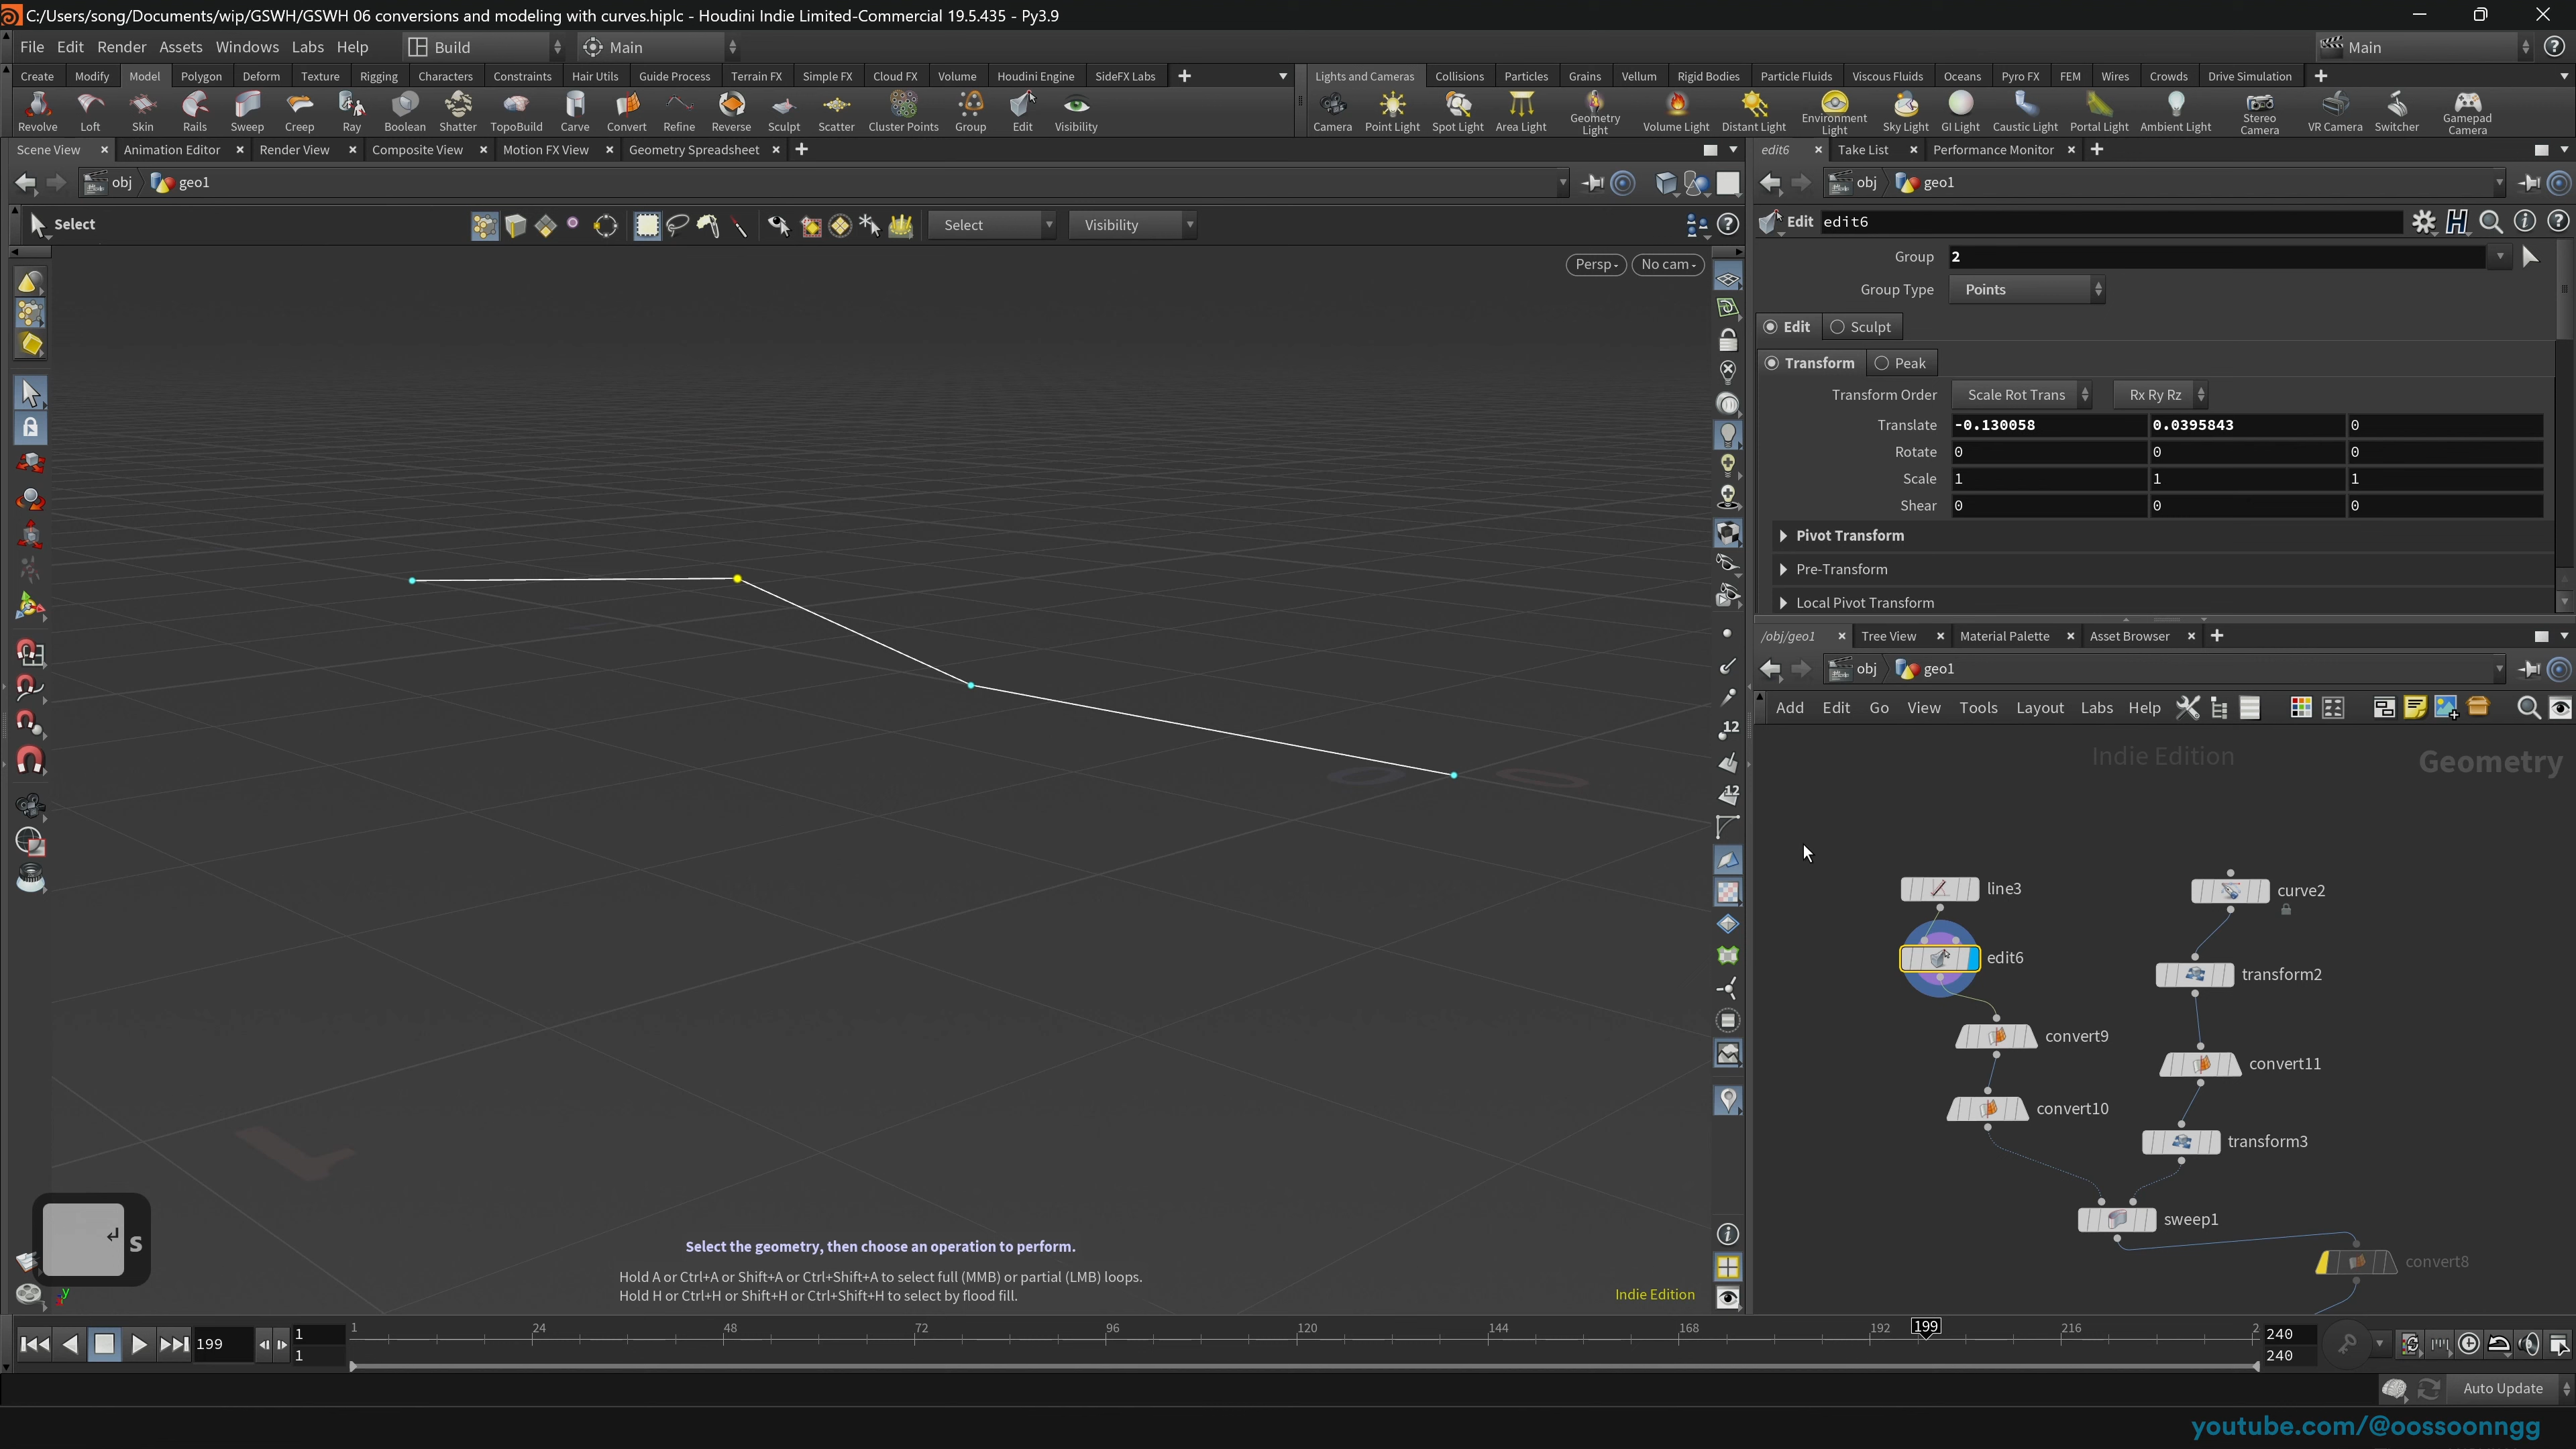 C:/Users/song/Documents/wip/GSWH/GSWH 06 conversions and modeling with curves.hiplc - Houdini Indie Limited-Commercial 19.5.435 - Py3.9
File Edit Render Assets Windows Labs Help Build Main Main
Create Modify Model Polygon Deform Texture Rigging Characters Constraints Hair Utils Guide Process Terrain FX Simple FX Cloud FX Volume Houdini Engine SideFX Labs Lights and Cameras Collisions Particles Grains Vellum Rigid Bodies Particle Fluids Viscous Fluids Oceans Pyro FX FEM Wires Crowds Drive Simulation
Revolve Loft Skin Rails Sweep Creep Ray Boolean Shatter TopoBuild Carve Convert Refine Reverse Sculpt Scatter Cluster Points Group Edit Visibility Camera Point Light Spot Light Area Light Geometry Light Volume Light Distant Light Environment Light Sky Light GI Light Caustic Light Portal Light Ambient Light Stereo Camera VR Camera Switcher Gamepad Camera
Scene View Animation Editor Render View Composite View Motion FX View Geometry Spreadsheet edit6 Take List Performance Monitor
obj geo1 obj geo1
Select Select Visibility Edit edit6
Persp No cam
Group 2
Group Type Points
Edit Sculpt
Transform Peak
Transform Order Scale Rot Trans Rx Ry Rz
Translate -0.130058 0.0395843 0
Rotate 0 0 0
Scale 1 1 1
Shear 0 0 0
Pivot Transform
Pre-Transform
Local Pivot Transform
/obj/geo1 Tree View Material Palette Asset Browser
obj geo1
Add Edit Go View Tools Layout Labs Help
12
12
Indie Edition Geometry
line3 curve2
edit6 transform2
convert9 convert11
convert10 transform3
sweep1
convert8
s
y
Select the geometry, then choose an operation to perform.
Hold A or Ctrl+A or Shift+A or Ctrl+Shift+A to select full (MMB) or partial (LMB) loops.
Hold H or Ctrl+H or Shift+H or Ctrl+Shift+H to select by flood fill.
Indie Edition
199 1 1 1 24 48 72 96 120 144 168 192 199 216 2 240 240
Auto Update
youtube.com/@oossoonngg